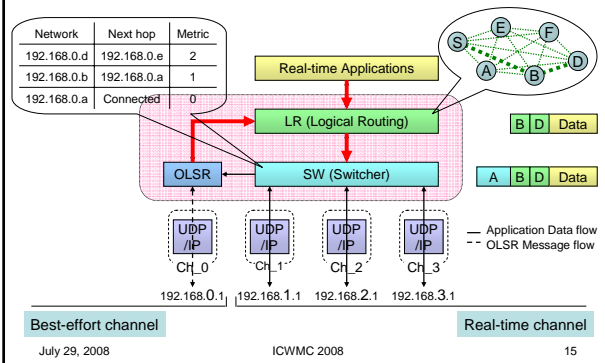 Network Next hop Metric
192.168.0.d 192.168.0.e 2
192.168.0.b 192.168.0.a 1
192.168.0.a Connected 0
S E F A B D
Real-time Applications
LR (Logical Routing)
B D Data
OLSR
SW (Switcher)
A B D Data
UDP /IP
UDP /IP
UDP /IP
UDP /IP
Application Data flow
OLSR Message flow
Ch_0 Ch_1 Ch_2 Ch_3
192.168.0.1 192.168.1.1 192.168.2.1 192.168.3.1
Best-effort channel
Real-time channel
July 29, 2008 ICWMC 2008 15